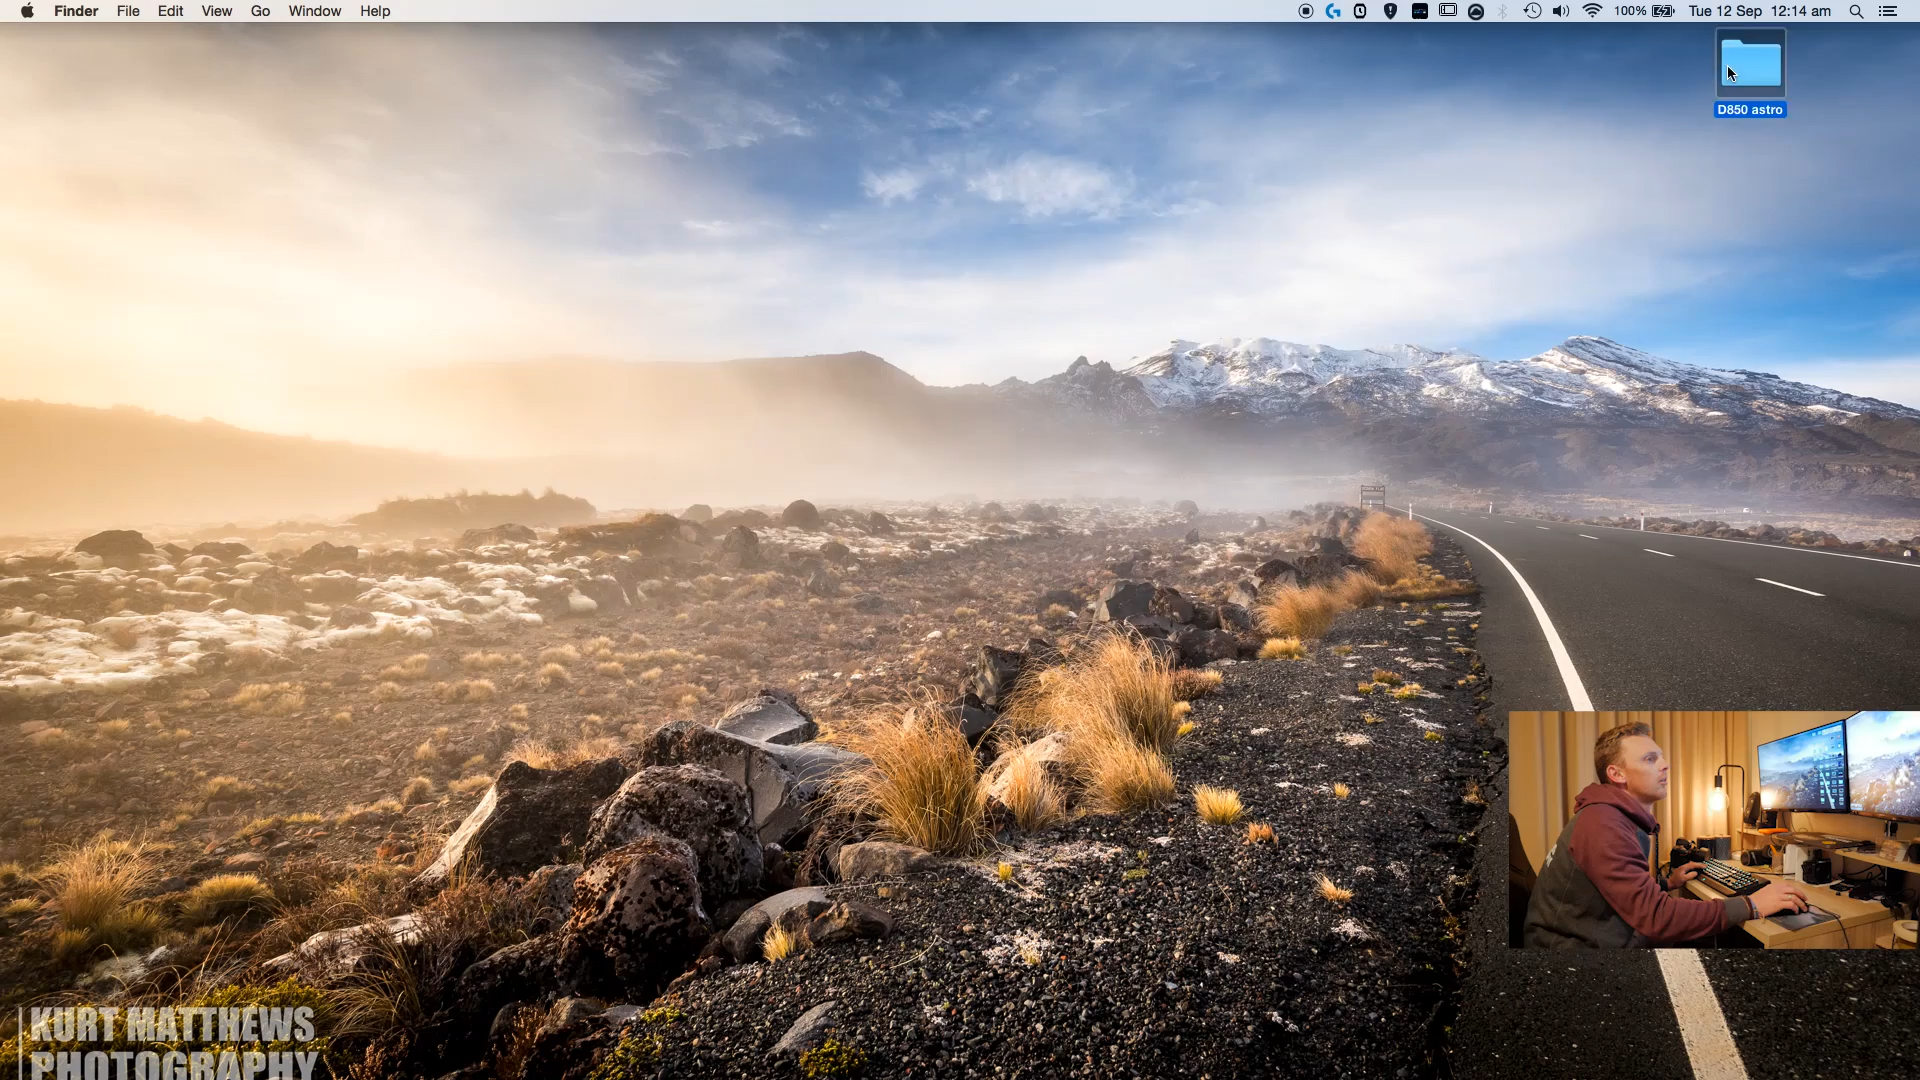 Finder File Edit View Go Window Help 100% Tue 12 Sep 12:14 am
D850 astro
KURT MATTHEWS
PHOTOGRAPHY